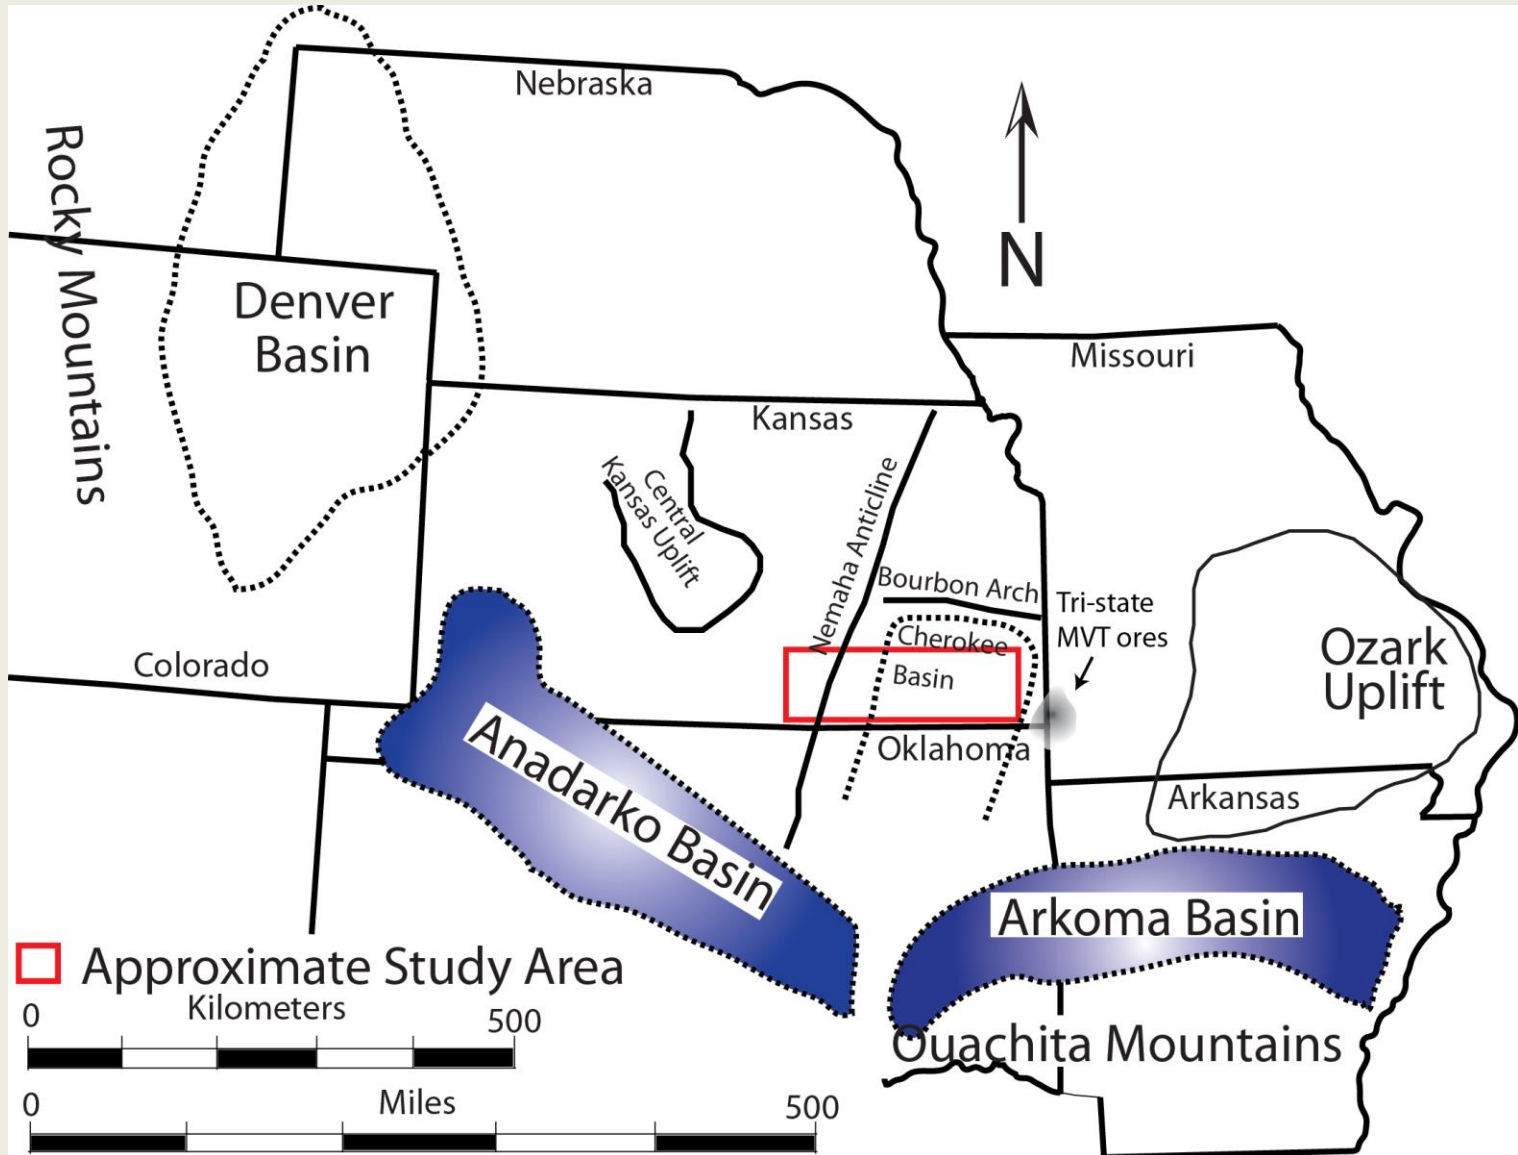 Nebraska
Rocky Mountains
N
Denver
Basin
Missouri
Kansas
Central
Kansas Uplift
Nemaha Anticline
Bourbon Arch
Tri-state
MVT ores
Cherokee
Basin
Ozark
Uplift
Colorado
Oklahoma
Anadarko Basin
Arkansas
Arkoma Basin
Approximate Study Area
Kilometers
0 500
Ouachita Mountains
Miles
0 500